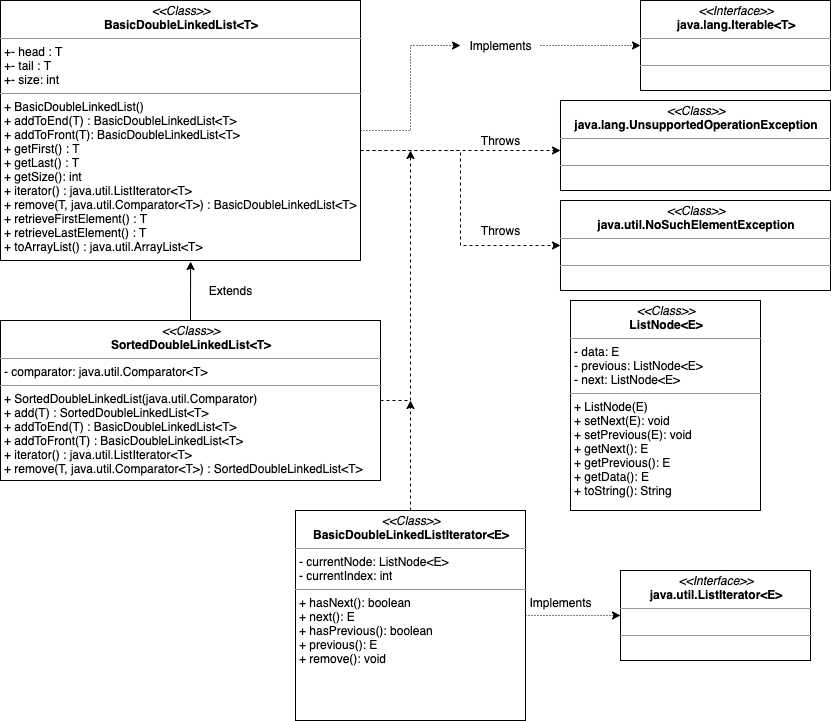 <<Class>>
BasicDoubleLinkedList<T>
+- head : T
+- tail : T
+- size: int
+ BasicDoubleLinkedList()
+ addToEnd(T) : BasicDoubleLinkedList<T>
+ addToFront(T): BasicDoubleLinkedList<T>
+ getFirst() : T
+ getLast() : T
+ getSize(): int
+ iterator() : java.util.ListIterator<T>
+ remove(T, java.util.Comparator<T>) : BasicDoubleLinkedList<T>
+ retrieveFirstElement() : T
+ retrieveLastElement() : T
+ toArrayList() : java.util.ArrayList<T>
Implements
<<Interface>>
java.lang.Iterable<T>
Throws
<<Class>>
java.lang.UnsupportedOperationException
Throws
<<Class>>
java.util.NoSuchElementException
Extends
<<Class>>
SortedDoubleLinkedList<T>
- comparator: java.util.Comparator<T>
+ SortedDoubleLinkedList(java.util.Comparator)
+ add(T) : SortedDoubleLinkedList<T>
+ addToEnd(T) : BasicDoubleLinkedList<T>
+ addToFront(T) : BasicDoubleLinkedList<T>
+ iterator() : java.util.ListIterator<T>
+ remove(T, java.util.Comparator<T>) : SortedDoubleLinkedList<T>
<<Class>>
ListNode<E>
- data: E
- previous: ListNode<E>
- next: ListNode<E>
+ ListNode(E)
+ setNext(E): void
+ setPrevious(E): void
+ getNext(): E
+ getPrevious(): E
+ getData(): E
+ toString(): String
<<Class>>
BasicDoubleLinkedListIterator<E>
- currentNode: ListNode<E>
- currentIndex: int
+ hasNext(): boolean
+ next(): E
+ hasPrevious(): boolean
+ previous(): E
+ remove(): void
Implements
<<Interface>>
java.util.ListIterator<E>